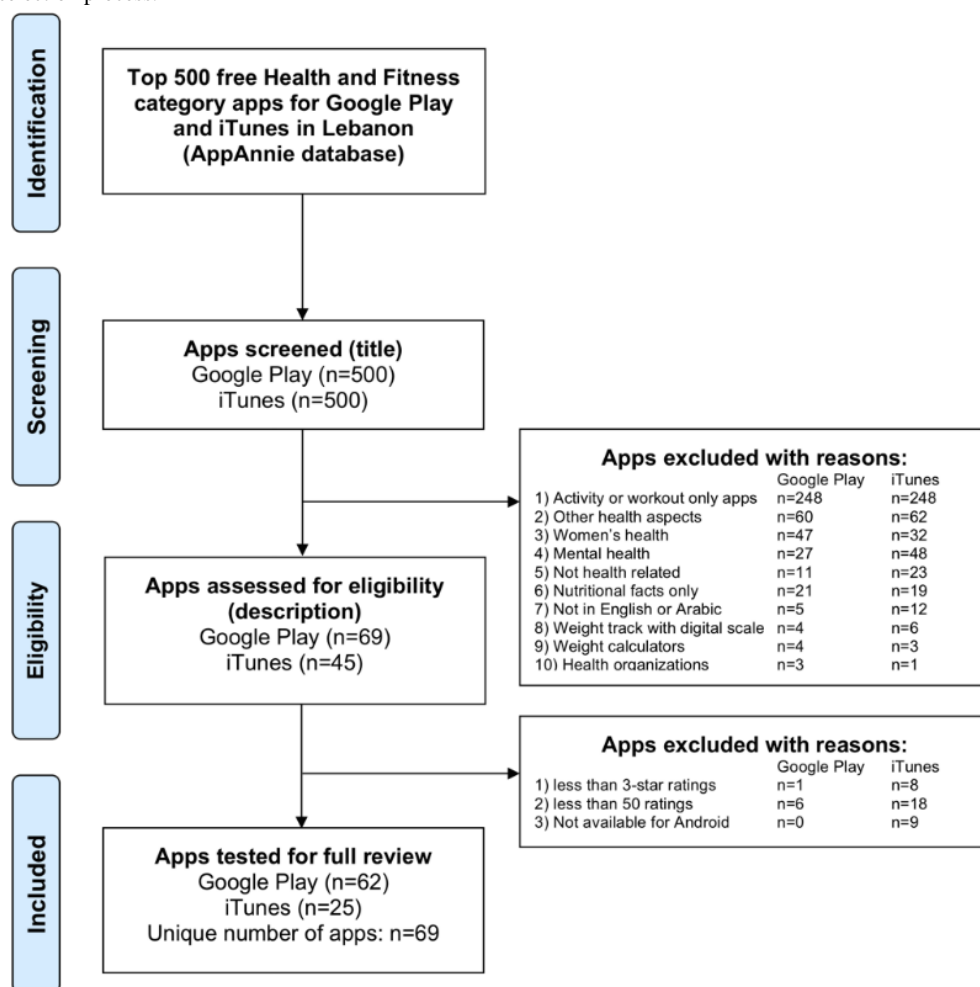 Identification
Top 500 free Health and Fitness
category apps for Google Play
and iTunes in Lebanon
(AppAnnie database)
Screening
Apps screened (title)
Google Play (n=500)
iTunes (n=500)
Apps excluded with reasons:
Google Play iTunes
1) Activity or workout only apps n=248 n=248
2) Other health aspects n=60 n=62
3) Women's health n=47 n=32
4) Mental health n=27 n=48
5) Not health related n=11 n=23
6) Nutritional facts only n=21 n=19
7) Not in English or Arabic n=5 n=12
8) Weight track with digital scale n=4 n=6
9) Weight calculators n=4 n=3
10) Health organizations n=3 n=1
Eligibility
Apps assessed for eligibility
(description)
Google Play (n=69)
iTunes (n=45)
Apps excluded with reasons:
Google Play iTunes
1) less than 3-star ratings n=1 n=8
2) less than 50 ratings n=6 n=18
3) Not available for Android n=0 n=9
Included
Apps tested for full review
Google Play (n=62)
iTunes (n=25)
Unique number of apps: n=69